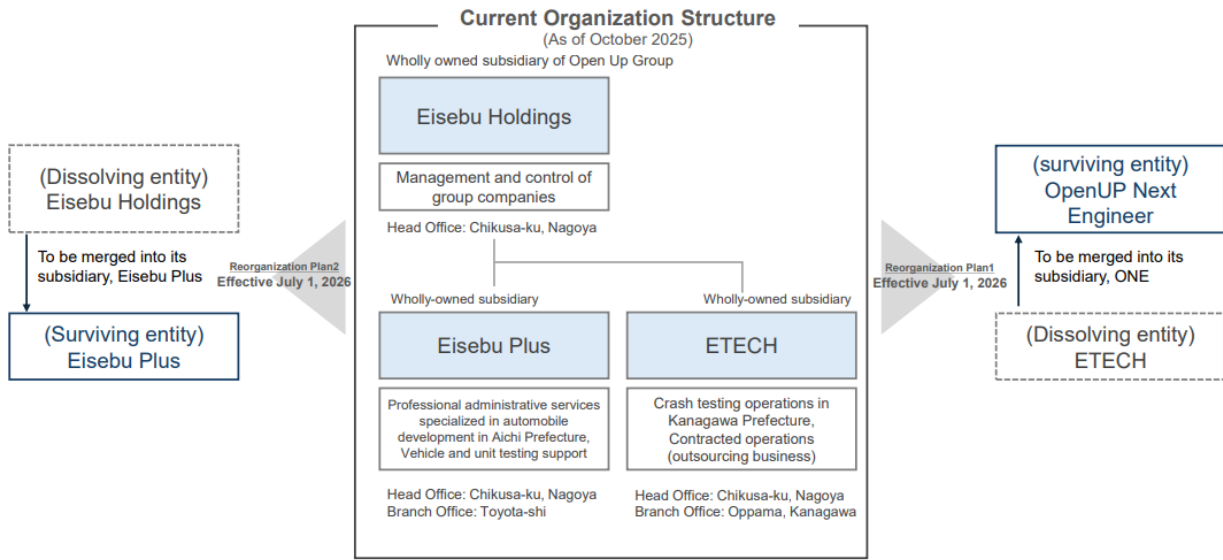 Current Organization Structure
(As of October 2025)
Wholly owned subsidiary of Open Up Group
Eisebu Holdings
Management and control of
group companies
Head Office: Chikusa-ku, Nagoya
Wholly-owned subsidiary
Eisebu Plus
Professional administrative services
specialized in automobile
development in Aichi Prefecture,
Vehicle and unit testing support
Head Office: Chikusa-ku, Nagoya
Branch Office: Toyota-shi
Wholly-owned subsidiary
ETECH
Crash testing operations in
Kanagawa Prefecture,
Contracted operations
(outsourcing business)
Head Office: Chikusa-ku, Nagoya
Branch Office: Oppama, Kanagawa
Reorganization Plan2
Effective July 1, 2026
(Dissolving entity)
Eisebu Holdings
To be merged into its
subsidiary, Eisebu Plus
(Surviving entity)
Eisebu Plus
Reorganization Plan1
Effective July 1, 2026
(surviving entity)
OpenUP Next
Engineer
To be merged into its
subsidiary, ONE
(Dissolving entity)
ETECH